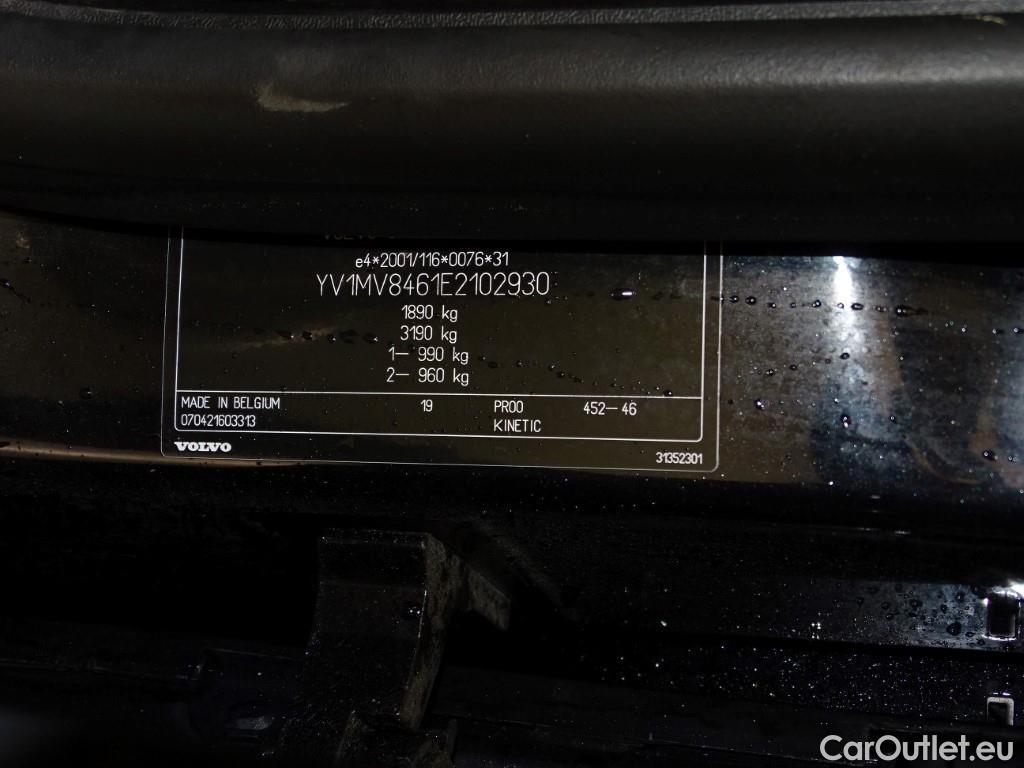 e4*2001/116*0076*31
YV1MV8461E2102930
1890 kg
3190 kg
1- 990 kg
2- 960 kg
MADE IN BELGIUM 19 PROO 452-46
070421603313 KINETIC
VOLVO 31352301
CarOutlet.eu